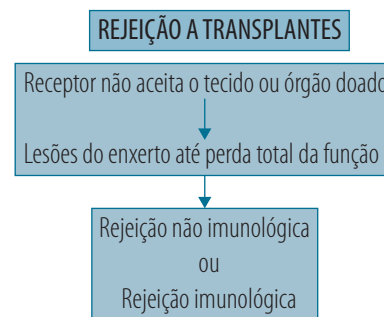 REJEIÇÃO A TRANSPLANTES
Receptor não aceita o tecido ou órgão doado
Lesões do enxerto até perda total da função
Rejeição não imunológica
ou
Rejeição imunológica